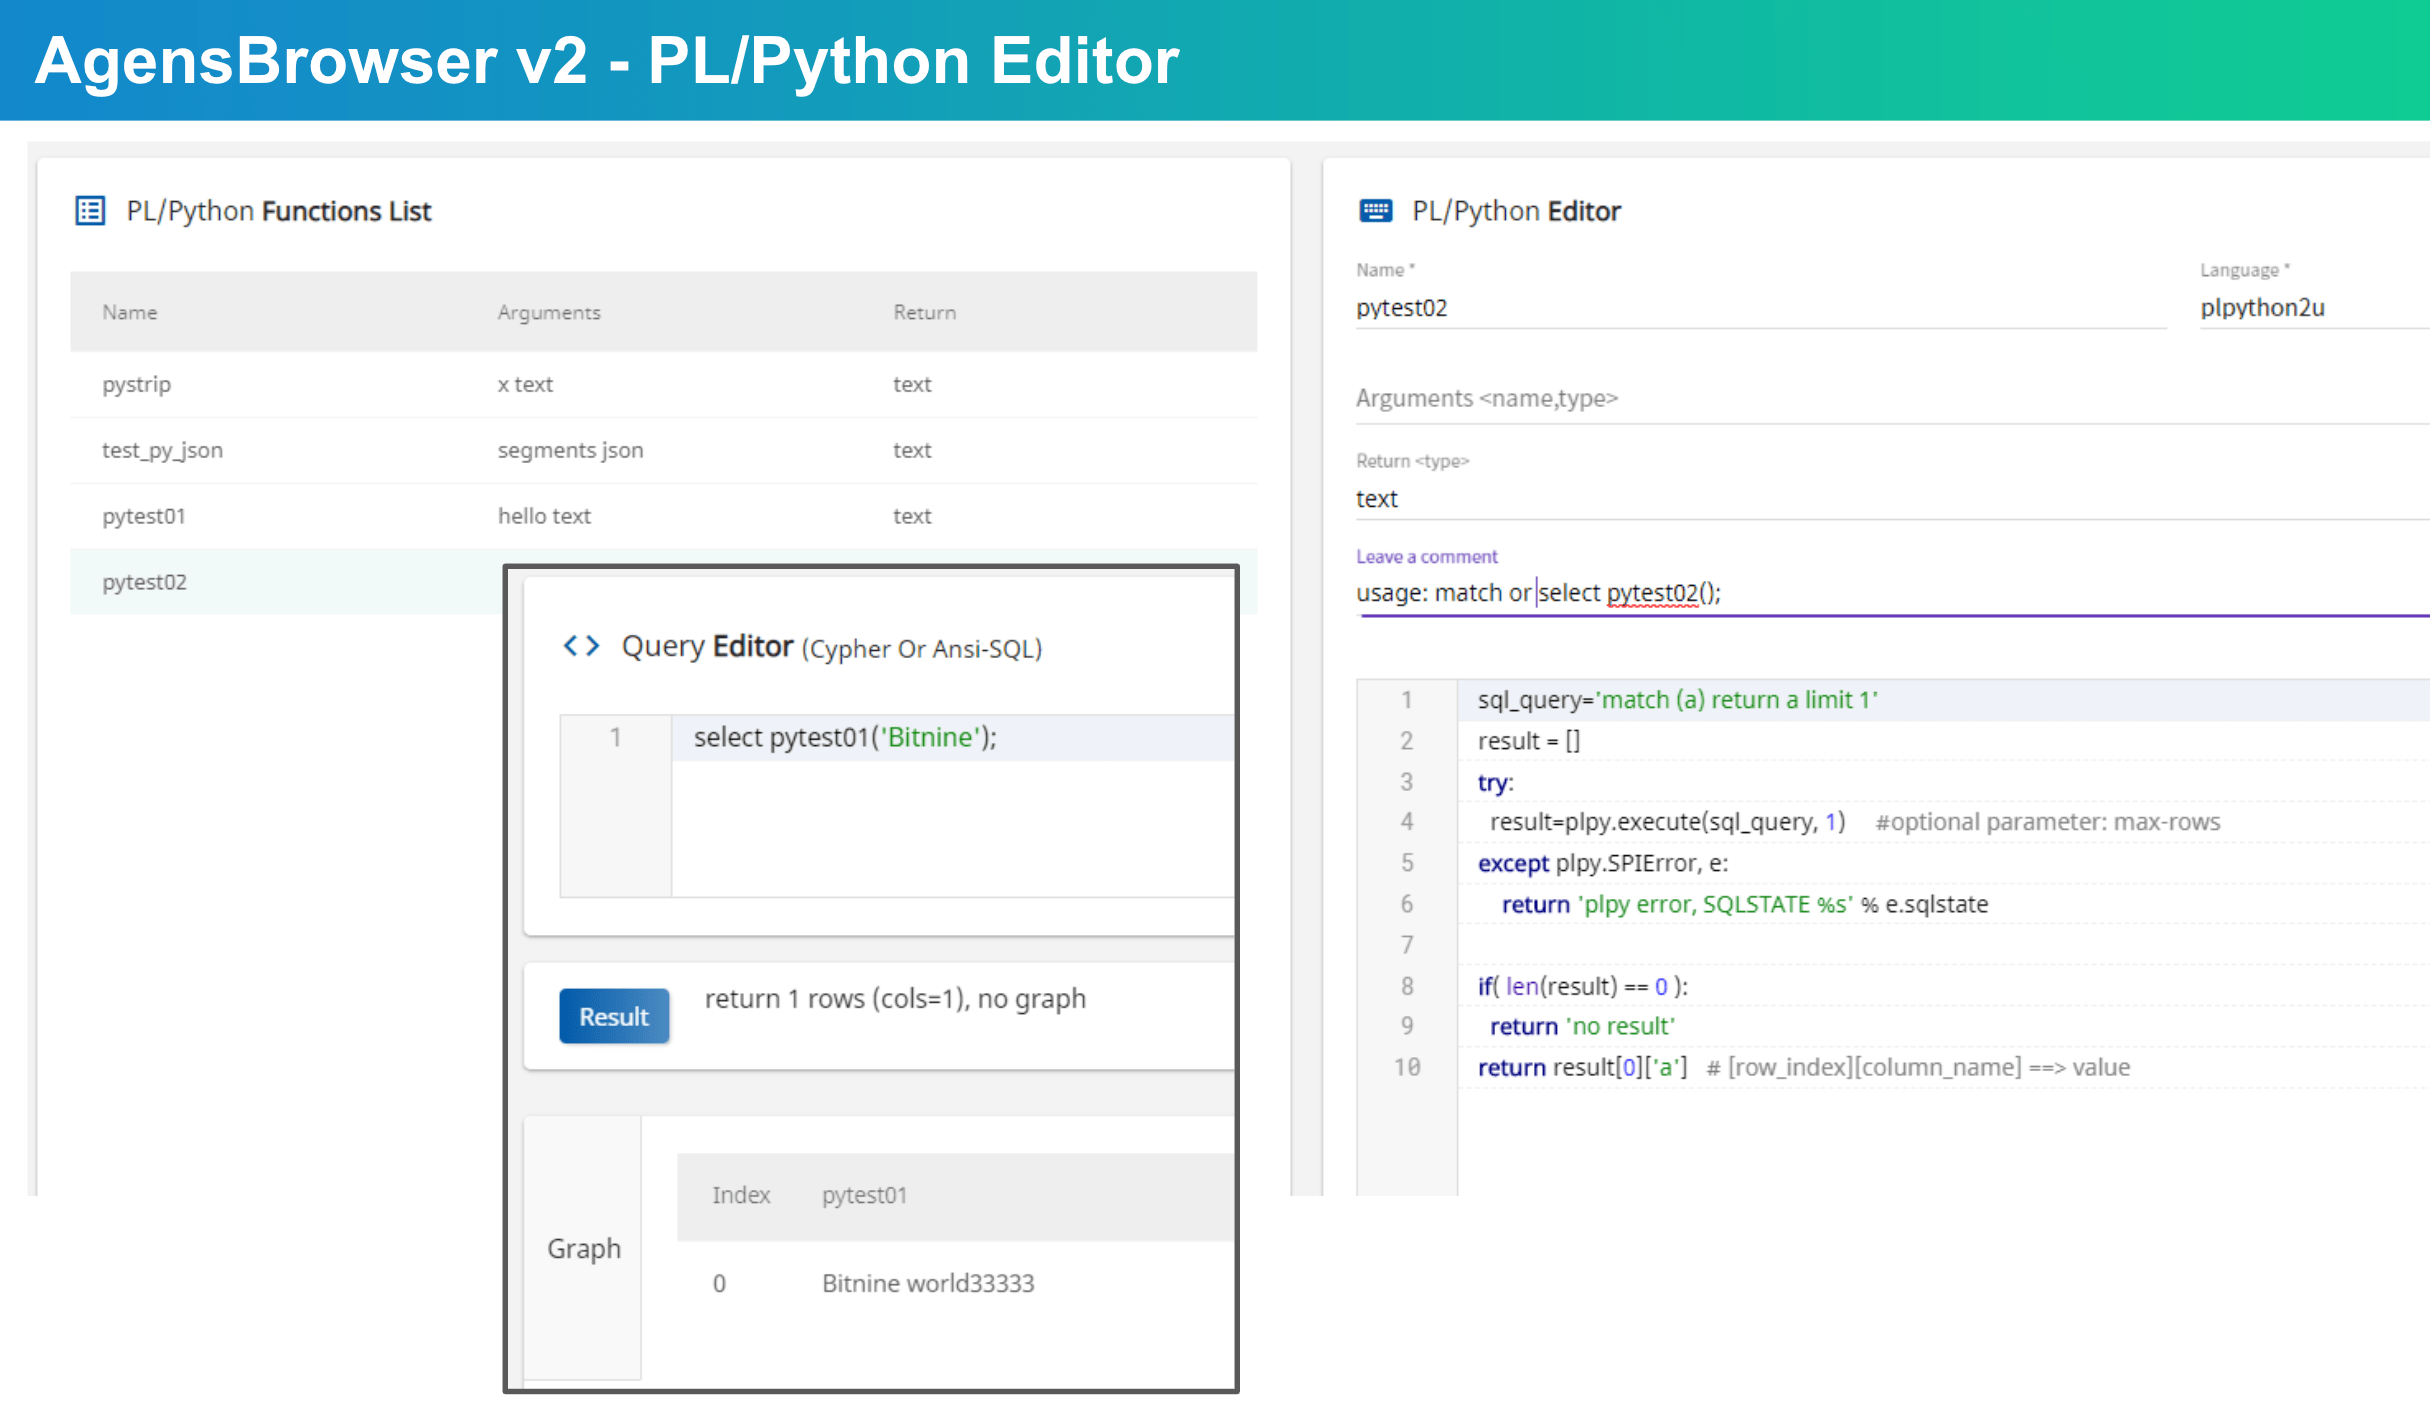 AgensBrowser v2 - PL/Python Editor
PL/Python Functions List
Name Arguments Return
pystrip x text text
test_py_json segments json text
pytest01 hello text text
pytest02
Query Editor (Cypher Or Ansi-SQL)
1 select pytest01('Bitnine');
Result return 1 rows (cols=1), no graph
Graph
Index pytest01
0 Bitnine world33333
PL/Python Editor
Name * Language *
pytest02 plpython2u
Arguments <name,type>
Return <type>
text
Leave a comment
usage: match or select pytest02();
1 sql_query='match (a) return a limit 1'
2 result = []
3 try:
4 result=plpy.execute(sql_query, 1) #optional parameter: max-rows
5 except plpy.SPIError, e:
6 return 'plpy error, SQLSTATE %s' % e.sqlstate
7
8 if( len(result) == 0 ):
9 return 'no result'
10 return result[0]['a'] # [row_index][column_name] ==> value